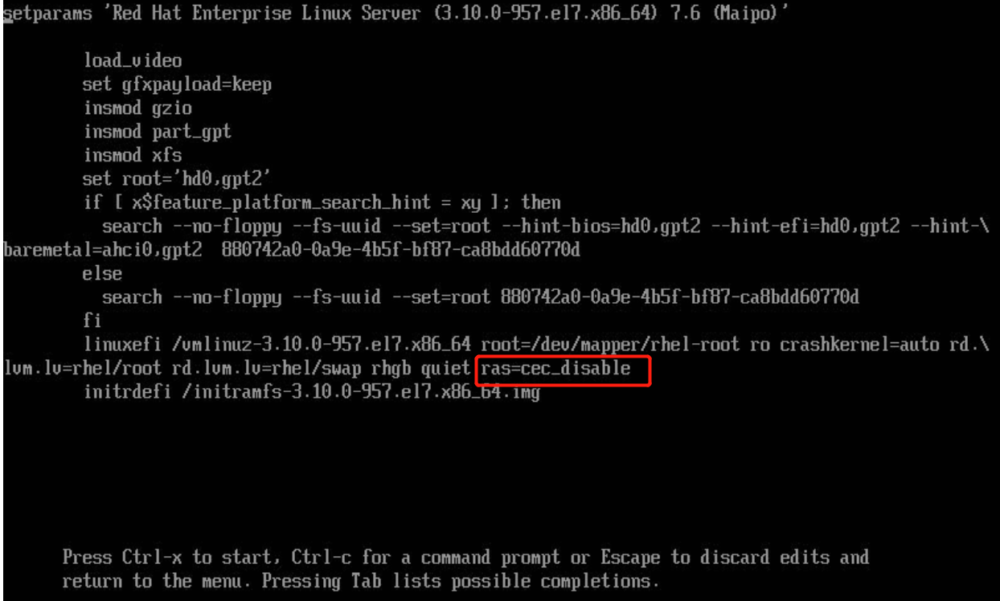 setparams 'Red Hat Enterprise Linux Server (3.10.0-957.el7.x86_64) 7.6 (Maipo)'
load_video
set gfxpayload=keep
insmod gzio
insmod part_gpt
insmod xfs
set root='hd0,gpt2'
if [ x$feature_platform_search_hint = xy ]; then
search --no-floppy --fs-uuid --set=root --hint-bios=hd0,gpt2 --hint-efi=hd0,gpt2 --hint-\
baremetal=ahci0,gpt2  880742a0-0a9e-4b5f-bf87-ca8bdd60770d
else
search --no-floppy --fs-uuid --set=root 880742a0-0a9e-4b5f-bf87-ca8bdd60770d
fi
linuxefi /vmlinuz-3.10.0-957.el7.x86_64 root=/dev/mapper/rhel-root ro crashkernel=auto rd.\
lvm.lv=rhel/root rd.lvm.lv=rhel/swap rhgb quiet ras=cec_disable
initrdefi /initramfs-3.10.0-957.el7.x86_64.img
Press Ctrl-x to start, Ctrl-c for a command prompt or Escape to discard edits and
return to the menu. Pressing Tab lists possible completions.